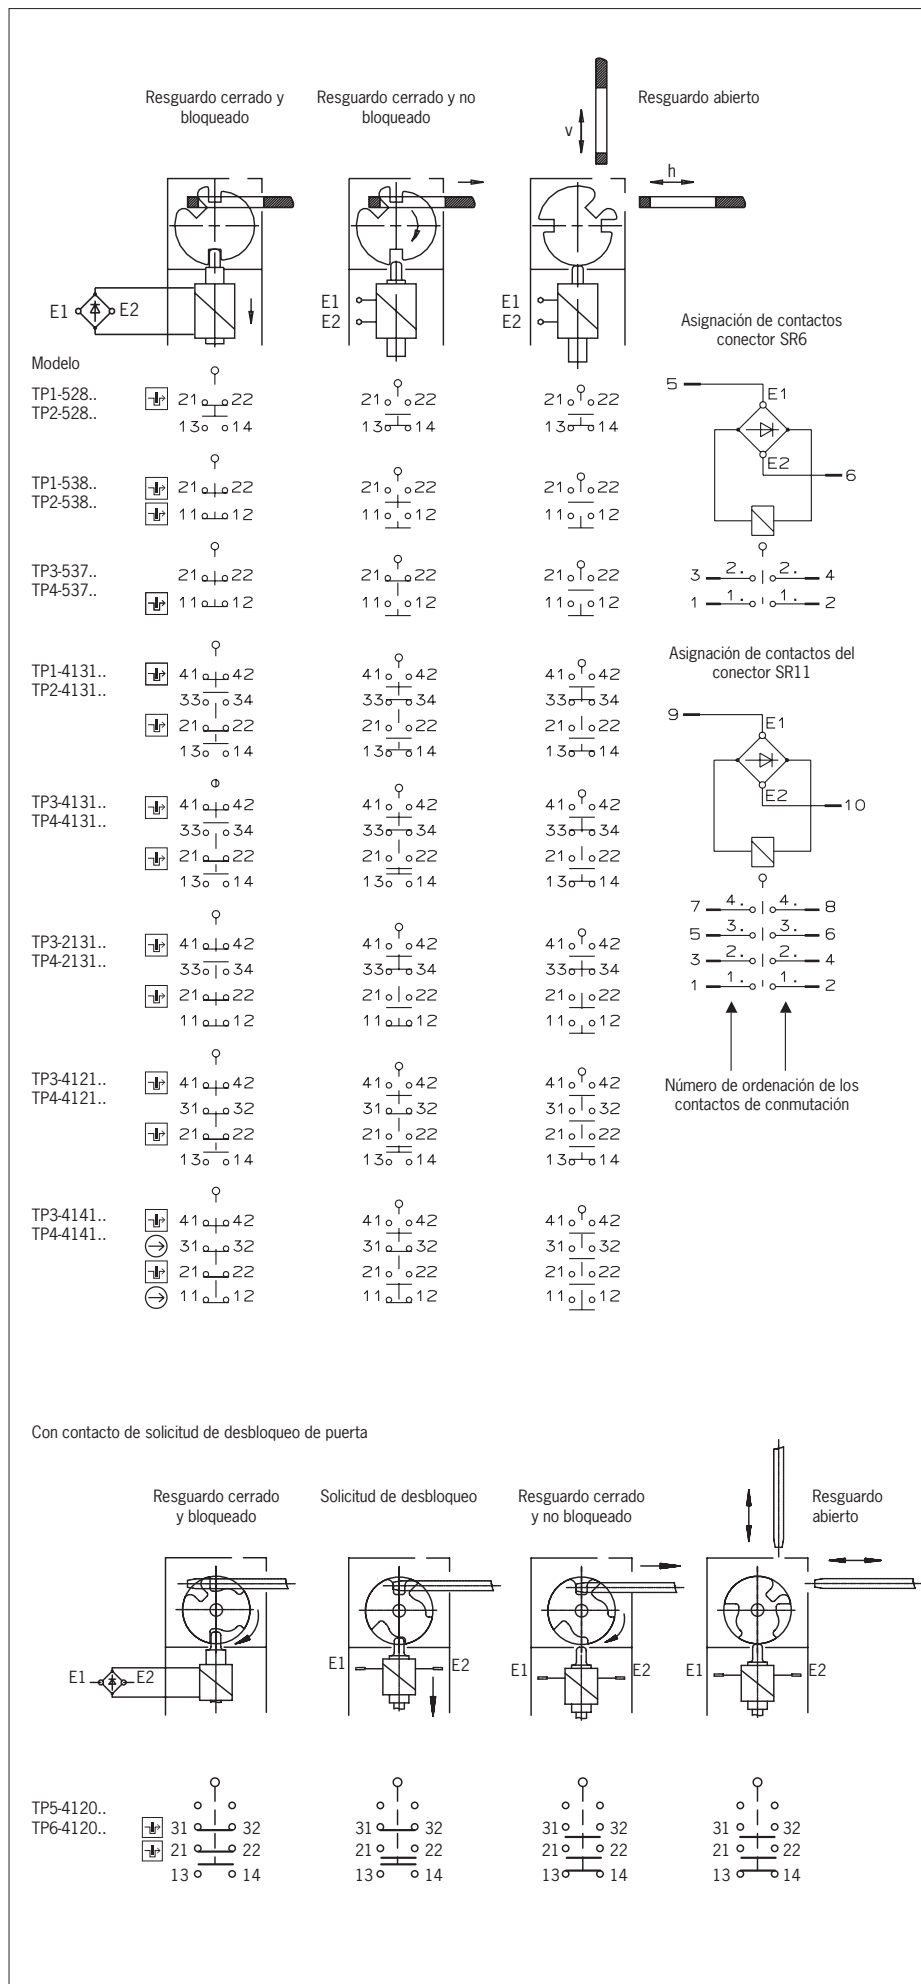 Resguardo cerrado y
bloqueado
Resguardo cerrado y no
bloqueado
Resguardo abierto
v
h
E1 E2
E1
E2
E1
E2
Asignación de contactos
conector SR6
5
E1
E2
6
3 2. 2. 4
1 1. 1. 2
Modelo
TP1-528..
TP2-528..
21 22 21 22 21 22
13 14 13 14 13 14
TP1-538..
TP2-538..
21 22 21 22 21 22
11 12 11 12 11 12
TP3-537..
TP4-537..
21 22 21 22 21 22
11 12 11 12 11 12
TP1-4131..
TP2-4131..
41 42 41 42 41 42
33 34 33 34 33 34
21 22 21 22 21 22
13 14 13 14 13 14
Asignación de contactos del
conector SR11
9
E1
E2
10
7 4. 4. 8
5 3. 3. 6
3 2. 2. 4
1 1. 1. 2
Número de ordenación de los
contactos de conmutación
TP3-4131..
TP4-4131..
41 42 41 42 41 42
33 34 33 34 33 34
21 22 21 22 21 22
13 14 13 14 13 14
TP3-2131..
TP4-2131..
41 42 41 42 41 42
33 34 33 34 33 34
21 22 21 22 21 22
11 12 11 12 11 12
TP3-4121..
TP4-4121..
41 42 41 42 41 42
31 32 31 32 31 32
21 22 21 22 21 22
13 14 13 14 13 14
TP3-4141..
TP4-4141..
41 42 41 42 41 42
31 32 31 32 31 32
21 22 21 22 21 22
11 12 11 12 11 12
Con contacto de solicitud de desbloqueo de puerta
Resguardo cerrado
y bloqueado
Solicitud de desbloqueo
Resguardo cerrado
y no bloqueado
Resguardo
abierto
E1 E2
E1 E2
E1 E2
E1 E2
TP5-4120..
TP6-4120..
31 32 31 32 31 32 31 32
21 22 21 22 21 22 21 22
13 14 13 14 13 14 13 14